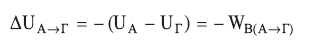 ΔU_{A→Γ} = – (U_A – U_Γ) = – W_{B(A→Γ)}